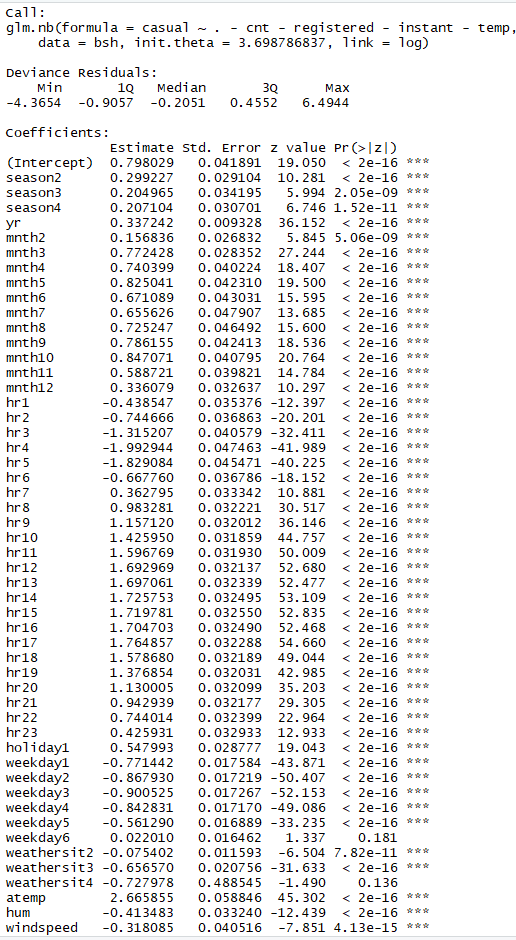 Call:
glm.nb(formula = casual ~ . - cnt - registered - instant - temp,
    data = bsh, init.theta = 3.698786837, link = log)
Deviance Residuals:
    Min      1Q  Median      3Q     Max
-4.3654 -0.9057 -0.2051  0.4552  6.4944
Coefficients:
            Estimate Std. Error z value Pr(>|z|)
(Intercept) 0.798029 0.041891 19.050 < 2e-16 ***
season2 0.299227 0.029104 10.281 < 2e-16 ***
season3 0.204965 0.034195 5.994 2.05e-09 ***
season4 0.207104 0.030701 6.746 1.52e-11 ***
yr 0.337242 0.009328 36.152 < 2e-16 ***
mnth2 0.156836 0.026832 5.845 5.06e-09 ***
mnth3 0.772428 0.028352 27.244 < 2e-16 ***
mnth4 0.740399 0.040224 18.407 < 2e-16 ***
mnth5 0.825041 0.042310 19.500 < 2e-16 ***
mnth6 0.671089 0.043031 15.595 < 2e-16 ***
mnth7 0.655626 0.047907 13.685 < 2e-16 ***
mnth8 0.725247 0.046492 15.600 < 2e-16 ***
mnth9 0.786155 0.042413 18.536 < 2e-16 ***
mnth10 0.847071 0.040795 20.764 < 2e-16 ***
mnth11 0.588721 0.039821 14.784 < 2e-16 ***
mnth12 0.336079 0.032637 10.297 < 2e-16 ***
hr1 -0.438547 0.035376 -12.397 < 2e-16 ***
hr2 -0.744666 0.036863 -20.201 < 2e-16 ***
hr3 -1.315207 0.040579 -32.411 < 2e-16 ***
hr4 -1.992944 0.047463 -41.989 < 2e-16 ***
hr5 -1.829084 0.045471 -40.225 < 2e-16 ***
hr6 -0.667760 0.036786 -18.152 < 2e-16 ***
hr7 0.362795 0.033342 10.881 < 2e-16 ***
hr8 0.983281 0.032221 30.517 < 2e-16 ***
hr9 1.157120 0.032012 36.146 < 2e-16 ***
hr10 1.425950 0.031859 44.757 < 2e-16 ***
hr11 1.596769 0.031930 50.009 < 2e-16 ***
hr12 1.692969 0.032137 52.680 < 2e-16 ***
hr13 1.697061 0.032339 52.477 < 2e-16 ***
hr14 1.725753 0.032495 53.109 < 2e-16 ***
hr15 1.719781 0.032550 52.835 < 2e-16 ***
hr16 1.704703 0.032490 52.468 < 2e-16 ***
hr17 1.764857 0.032288 54.660 < 2e-16 ***
hr18 1.578680 0.032189 49.044 < 2e-16 ***
hr19 1.376854 0.032031 42.985 < 2e-16 ***
hr20 1.130005 0.032099 35.203 < 2e-16 ***
hr21 0.942939 0.032177 29.305 < 2e-16 ***
hr22 0.744014 0.032399 22.964 < 2e-16 ***
hr23 0.425931 0.032933 12.933 < 2e-16 ***
holiday1 0.547993 0.028777 19.043 < 2e-16 ***
weekday1 -0.771442 0.017584 -43.871 < 2e-16 ***
weekday2 -0.867930 0.017219 -50.407 < 2e-16 ***
weekday3 -0.900525 0.017267 -52.153 < 2e-16 ***
weekday4 -0.842831 0.017170 -49.086 < 2e-16 ***
weekday5 -0.561290 0.016889 -33.235 < 2e-16 ***
weekday6 0.022010 0.016462 1.337 0.181
weathersit2 -0.075402 0.011593 -6.504 7.82e-11 ***
weathersit3 -0.656570 0.020756 -31.633 < 2e-16 ***
weathersit4 -0.727978 0.488545 -1.490 0.136
atemp 2.665855 0.058846 45.302 < 2e-16 ***
hum -0.413483 0.033240 -12.439 < 2e-16 ***
windspeed -0.318085 0.040516 -7.851 4.13e-15 ***